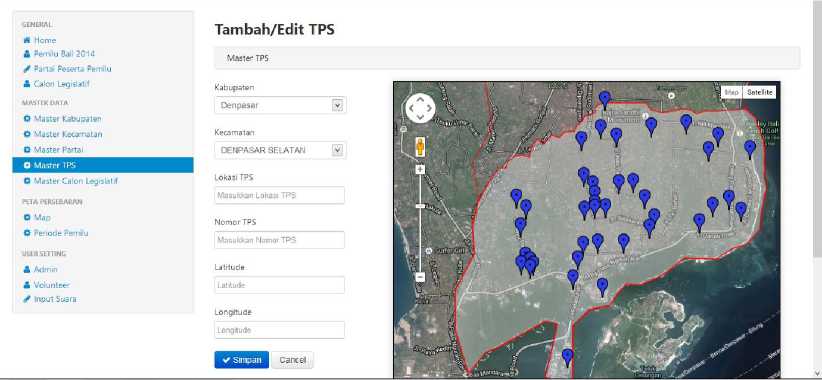 GENERAL
Home
Pemilu Bali 2014
Partai Peserta Pemilu
Calon Legislatif
MASTER DATA
Master Kabupaten
Master Kecamatan
Master Partai
Master TPS
Master Calon Legislatif
PETA PERSEBARAN
Map
Periode Pemilu
USER SETTING
Admin
Volunteer
Input Suara
Tambah/Edit TPS
Master TPS
Kabupaten
Denpasar
Kecamatan
DENPASAR SELATAN
Lokasi TPS
Masukkan Lokasi TPS
Nomor TPS
Masukkan Nomor TPS
Latitude
Latitude
Longitude
Longitude
Simpan
Cancel
Map
Satellite